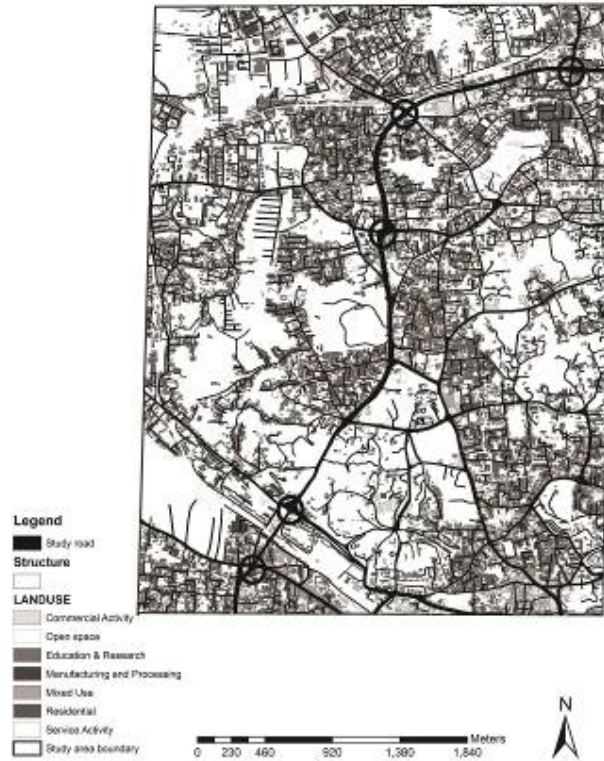 Legend
Study road
Structure
LANDUSE
Commercial Activity
Open space
Education & Research
Manufacturing and Processing
Mixed Use
Residential
Service Activity
Study area boundary
N
Meters
0 230 460 920 1,380 1,840